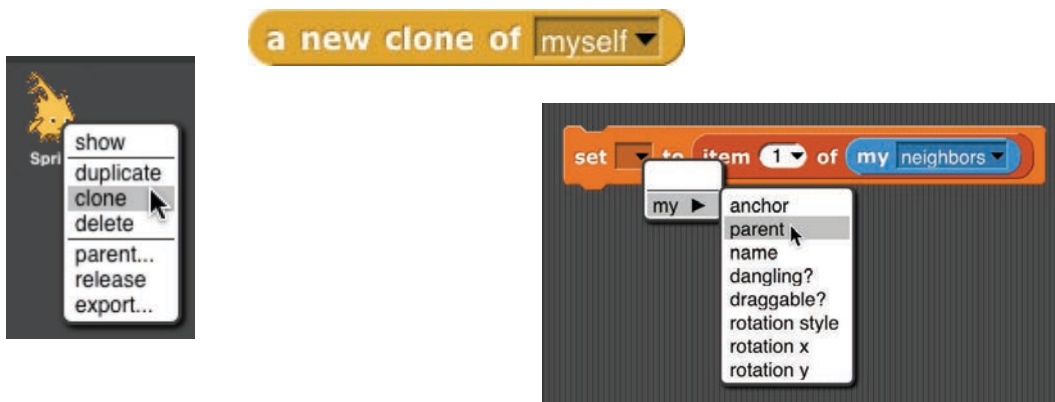 a new clone of myself
Spri
show
duplicate
clone
delete
parent...
release
export...
set to item 1 of my neighbors
my
anchor
parent
name
dangling?
draggable?
rotation style
rotation x
rotation y